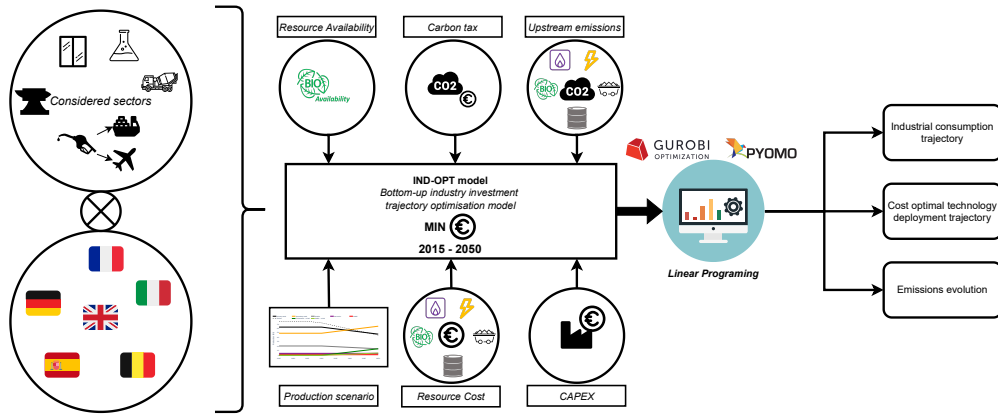 Resource Availability
Carbon tax
Upstream emissions
BIO
Availability
CO2
€
BIO
CO2
Considered sectors
IND-OPT model
Bottom-up industry investment
trajectory optimisation model
MIN €
2015 - 2050
GUROBI
OPTIMIZATION
PYOMO
Linear Programing
Industrial consumption
trajectory
Cost optimal technology
deployment trajectory
Emissions evolution
BIO
€
€
Production scenario
Resource Cost
CAPEX